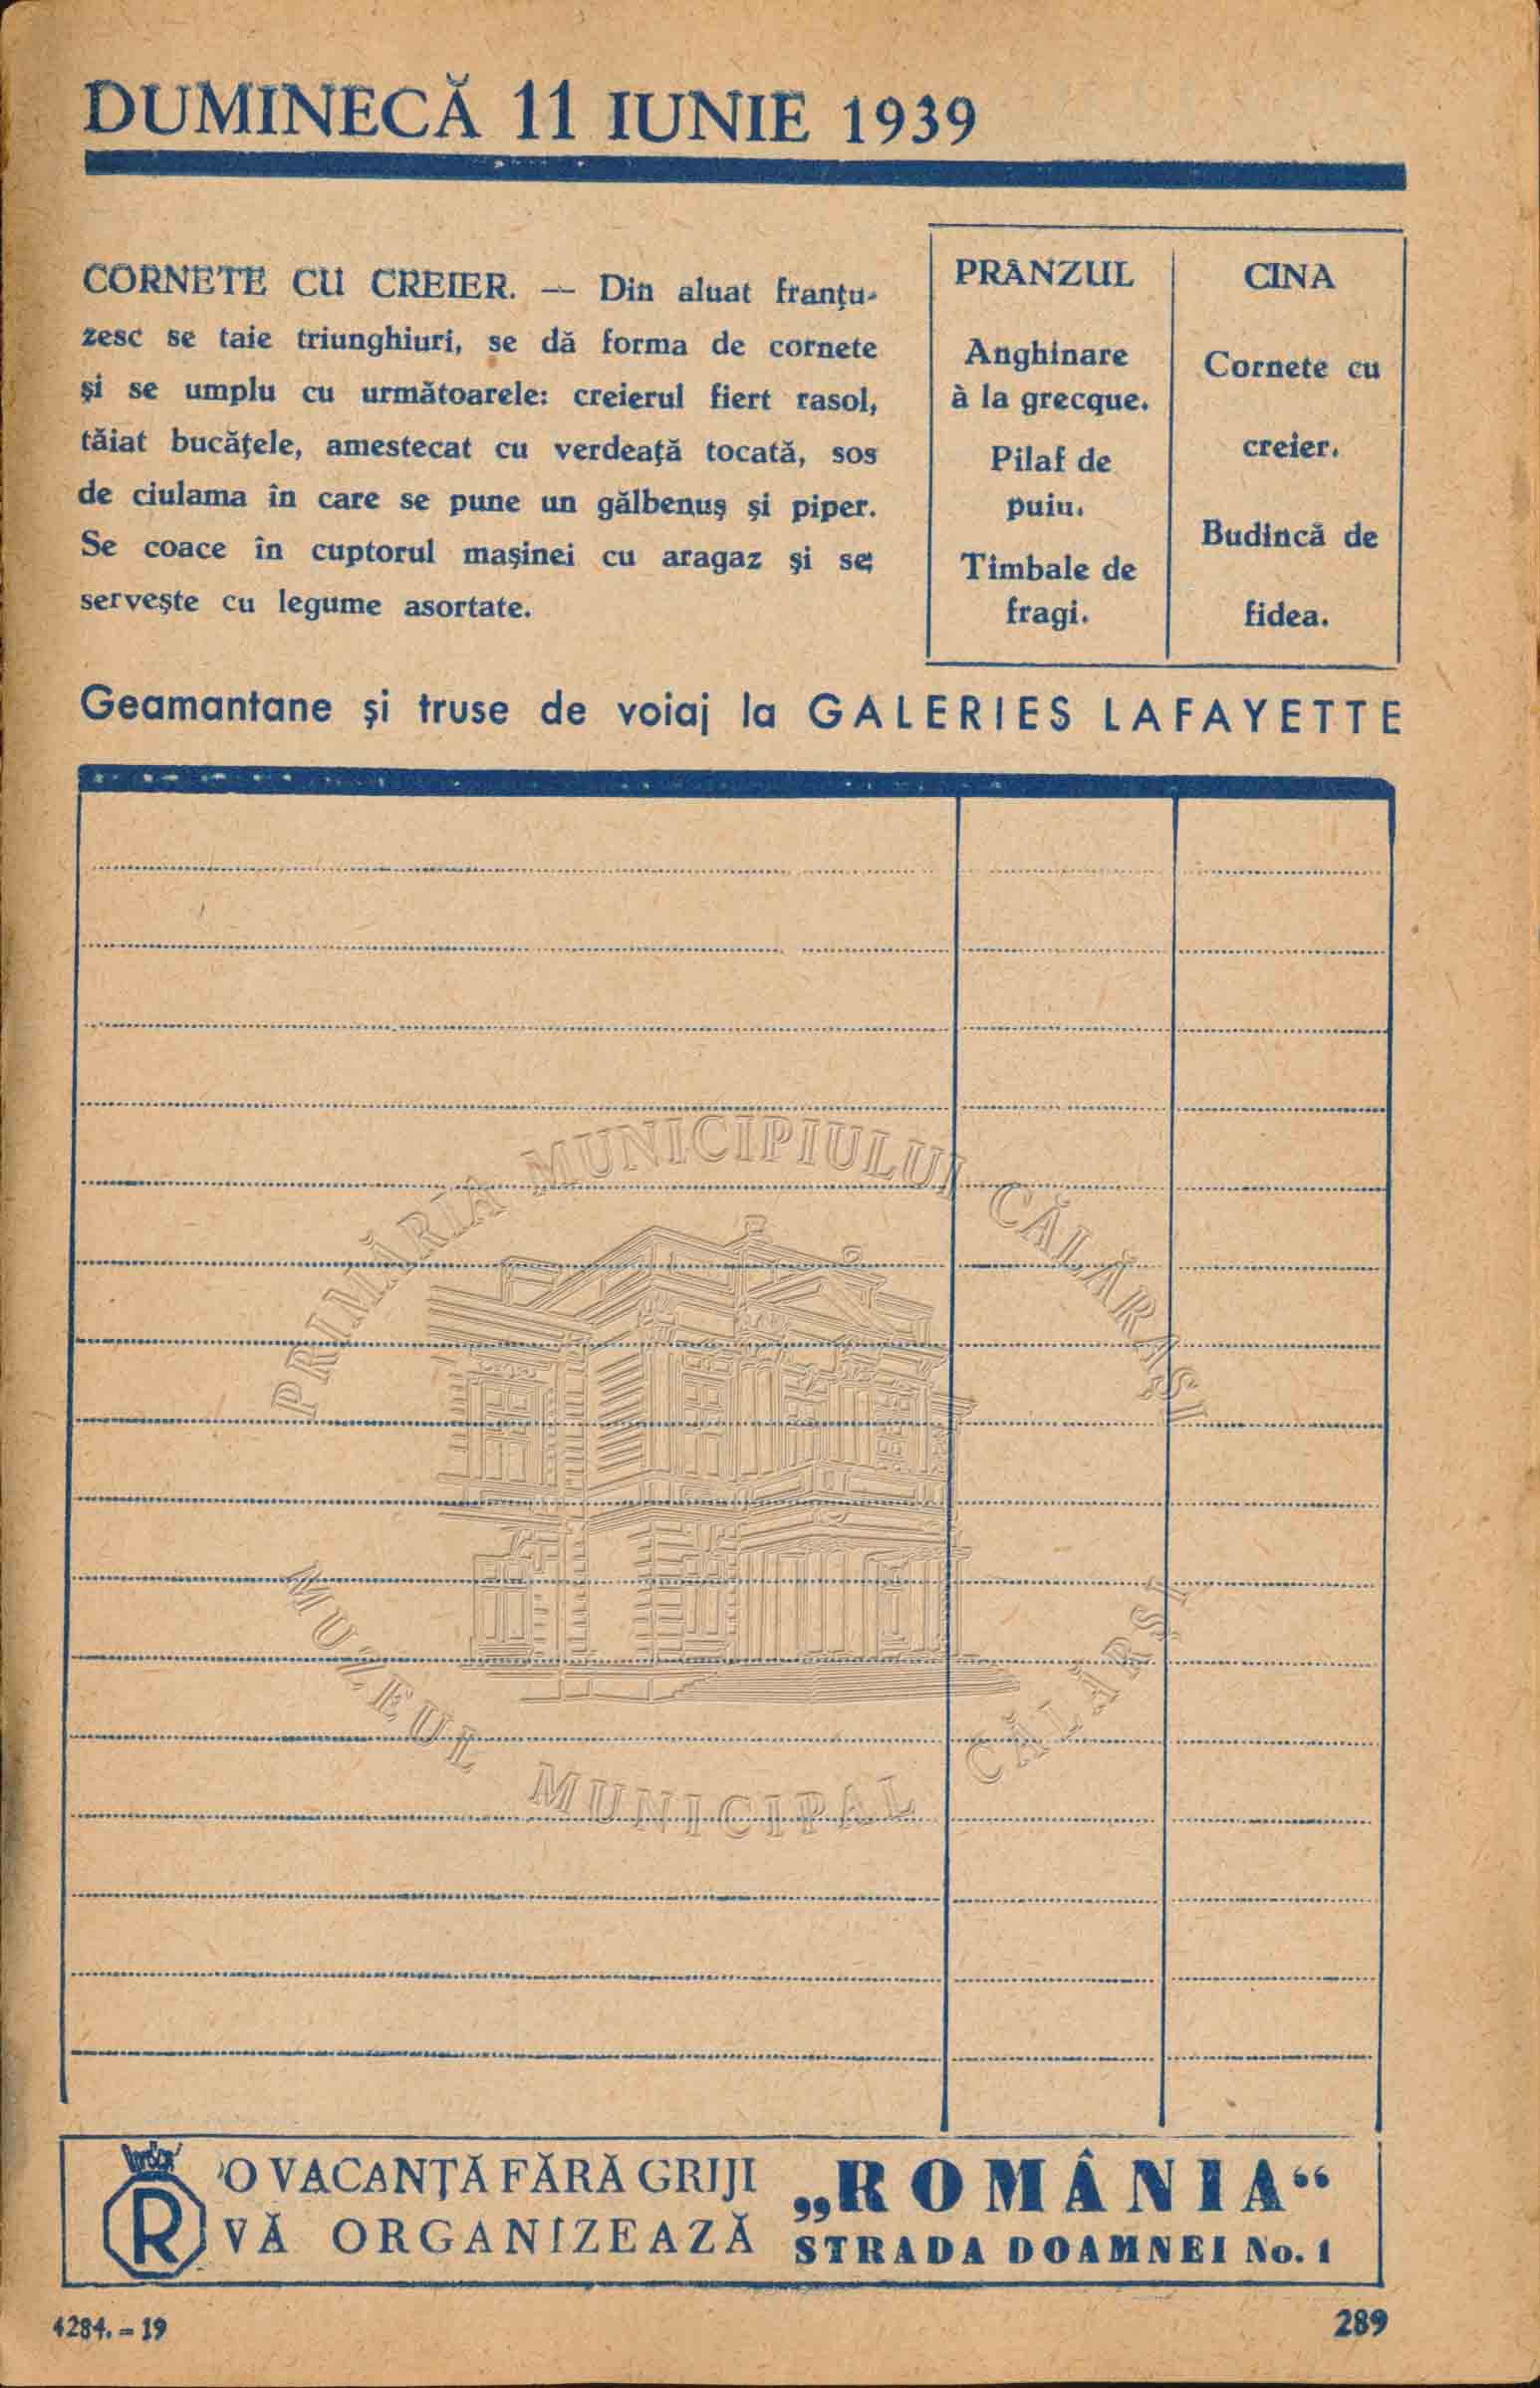 DUMINECĂ 11 IUNIE 1939
CORNETE CU CREIER. — Din aluat franțu-
zesc se taie triunghiuri, se dă forma de cornete
și se umplu cu următoarele: creierul fiert rasol,
tăiat bucățele, amestecat cu verdeață tocată, sos
de ciulama în care se pune un gălbenuș și piper.
Se coace în cuptorul mașinei cu aragaz și se
servește cu legume asortate.
PRÂNZUL
Anghinare
à la grecque.
Pilaf de
puiu.
Timbale de
fragi.
CINA
Cornete cu
creier.
Budincă de
fidea.
Geamantane și truse de voiaj la GALERIES LAFAYETTE
PRIMĂRIA MUNICIPIULUI CĂLĂRAȘI
MUZEUL MUNICIPAL CĂLĂRAȘI
R
O VACANȚĂ FĂRĂ GRIJI
VĂ ORGANIZEAZĂ
„ROMÂNIA“
STRADA DOAMNEI No. 1
4284. - 19
289